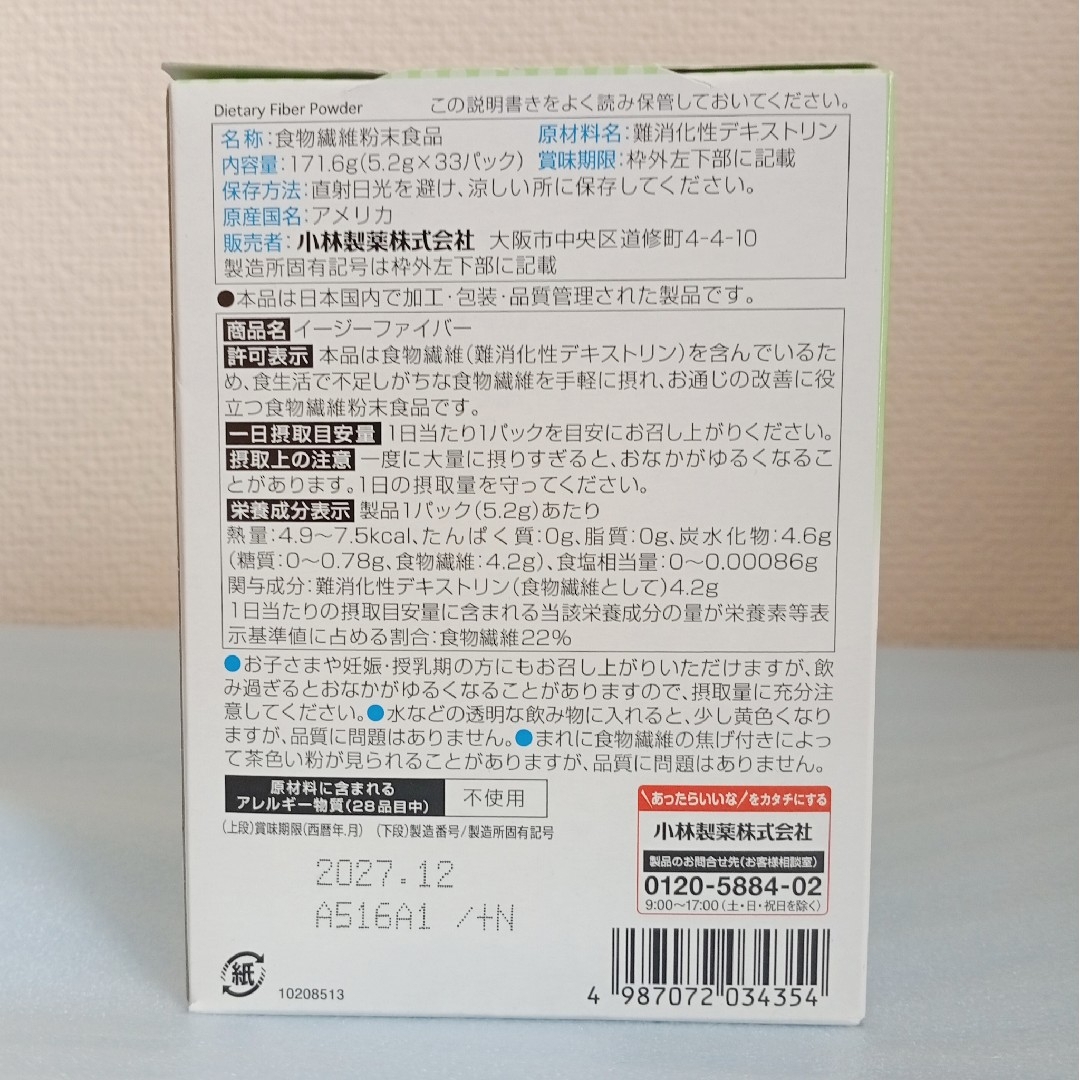 Dietary Fiber Powder この説明書きをよく読み保管しておいてください。
名称:食物繊維粉末食品 原材料名:難消化性デキストリン
内容量:171.6g(5.2g×33パック) 賞味期限:枠外左下部に記載
保存方法:直射日光を避け、涼しい所に保存してください。
原産国名:アメリカ
販売者:小林製薬株式会社 大阪市中央区道修町4-4-10
製造所固有記号は枠外左下部に記載
●本品は日本国内で加工・包装・品質管理された製品です。
商品名 イージーファイバー
許可表示 本品は食物繊維(難消化性デキストリン)を含んでいるた
め、食生活で不足しがちな食物繊維を手軽に摂れ、お通じの改善に役
立つ食物繊維粉末食品です。
一日摂取目安量 1日当たり1パックを目安にお召し上がりください。
摂取上の注意 一度に大量に摂りすぎると、おなかがゆるくなるこ
とがあります。1日の摂取量を守ってください。
栄養成分表示 製品1パック(5.2g)あたり
熱量:4.9〜7.5kcal、たんぱく質:0g、脂質:0g、炭水化物:4.6g
(糖質:0〜0.78g、食物繊維:4.2g)、食塩相当量:0〜0.00086g
関与成分:難消化性デキストリン(食物繊維として)4.2g
1日当たりの摂取目安量に含まれる当該栄養成分の量が栄養素等表
示基準値に占める割合:食物繊維22%
●お子さまや妊娠・授乳期の方にもお召し上がりいただけますが、飲
み過ぎるとおなかがゆるくなることがありますので、摂取量に充分注
意してください。●水などの透明な飲み物に入れると、少し黄色くなり
ますが、品質に問題はありません。●まれに食物繊維の焦げ付きによっ
て茶色い粉が見られることがありますが、品質に問題はありません。
原材料に含まれる
アレルギー物質(28品目中) 不使用
(上段)賞味期限(西暦年.月) (下段)製造番号/製造所固有記号
2027.12
A516A1 /+N
紙
10208513
\あったらいいな/をカタチにする
小林製薬株式会社
製品のお問合せ先(お客様相談室)
0120-5884-02
9:00〜17:00(土・日・祝日を除く)
4 987072 034354